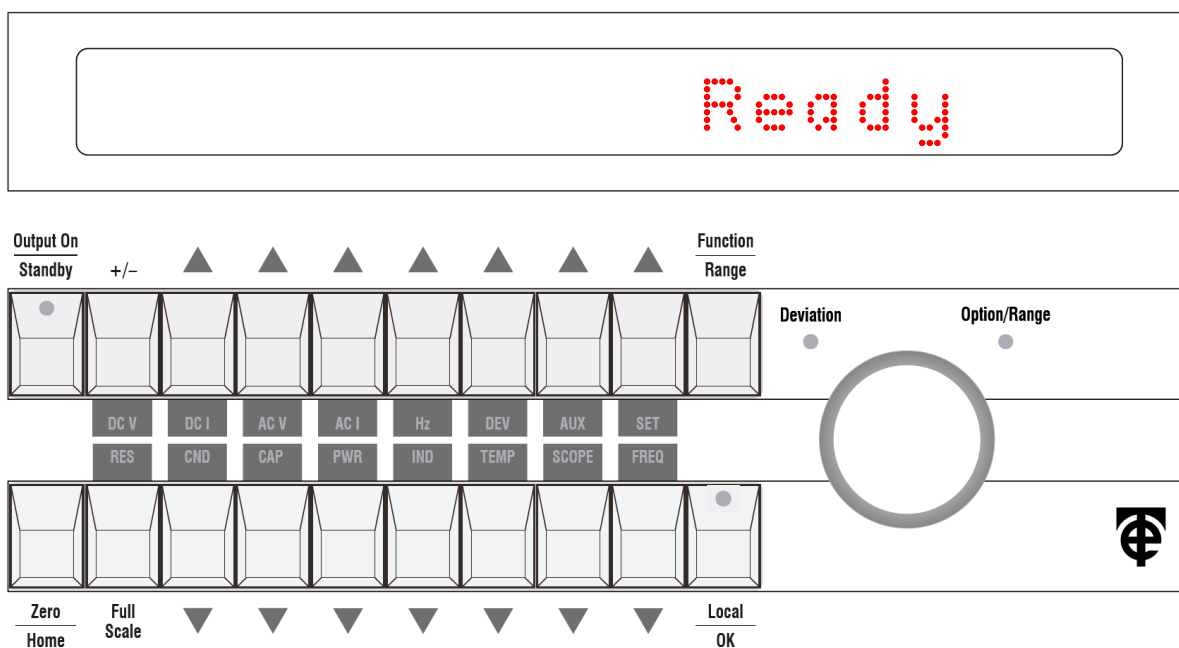 Ready
Output On
Standby
+/–
Function
Range
Deviation
Option/Range
DC V DC I AC V AC I Hz DEV AUX SET
RES CND CAP PWR IND TEMP SCOPE FREQ
Zero
Home
Full
Scale
Local
OK